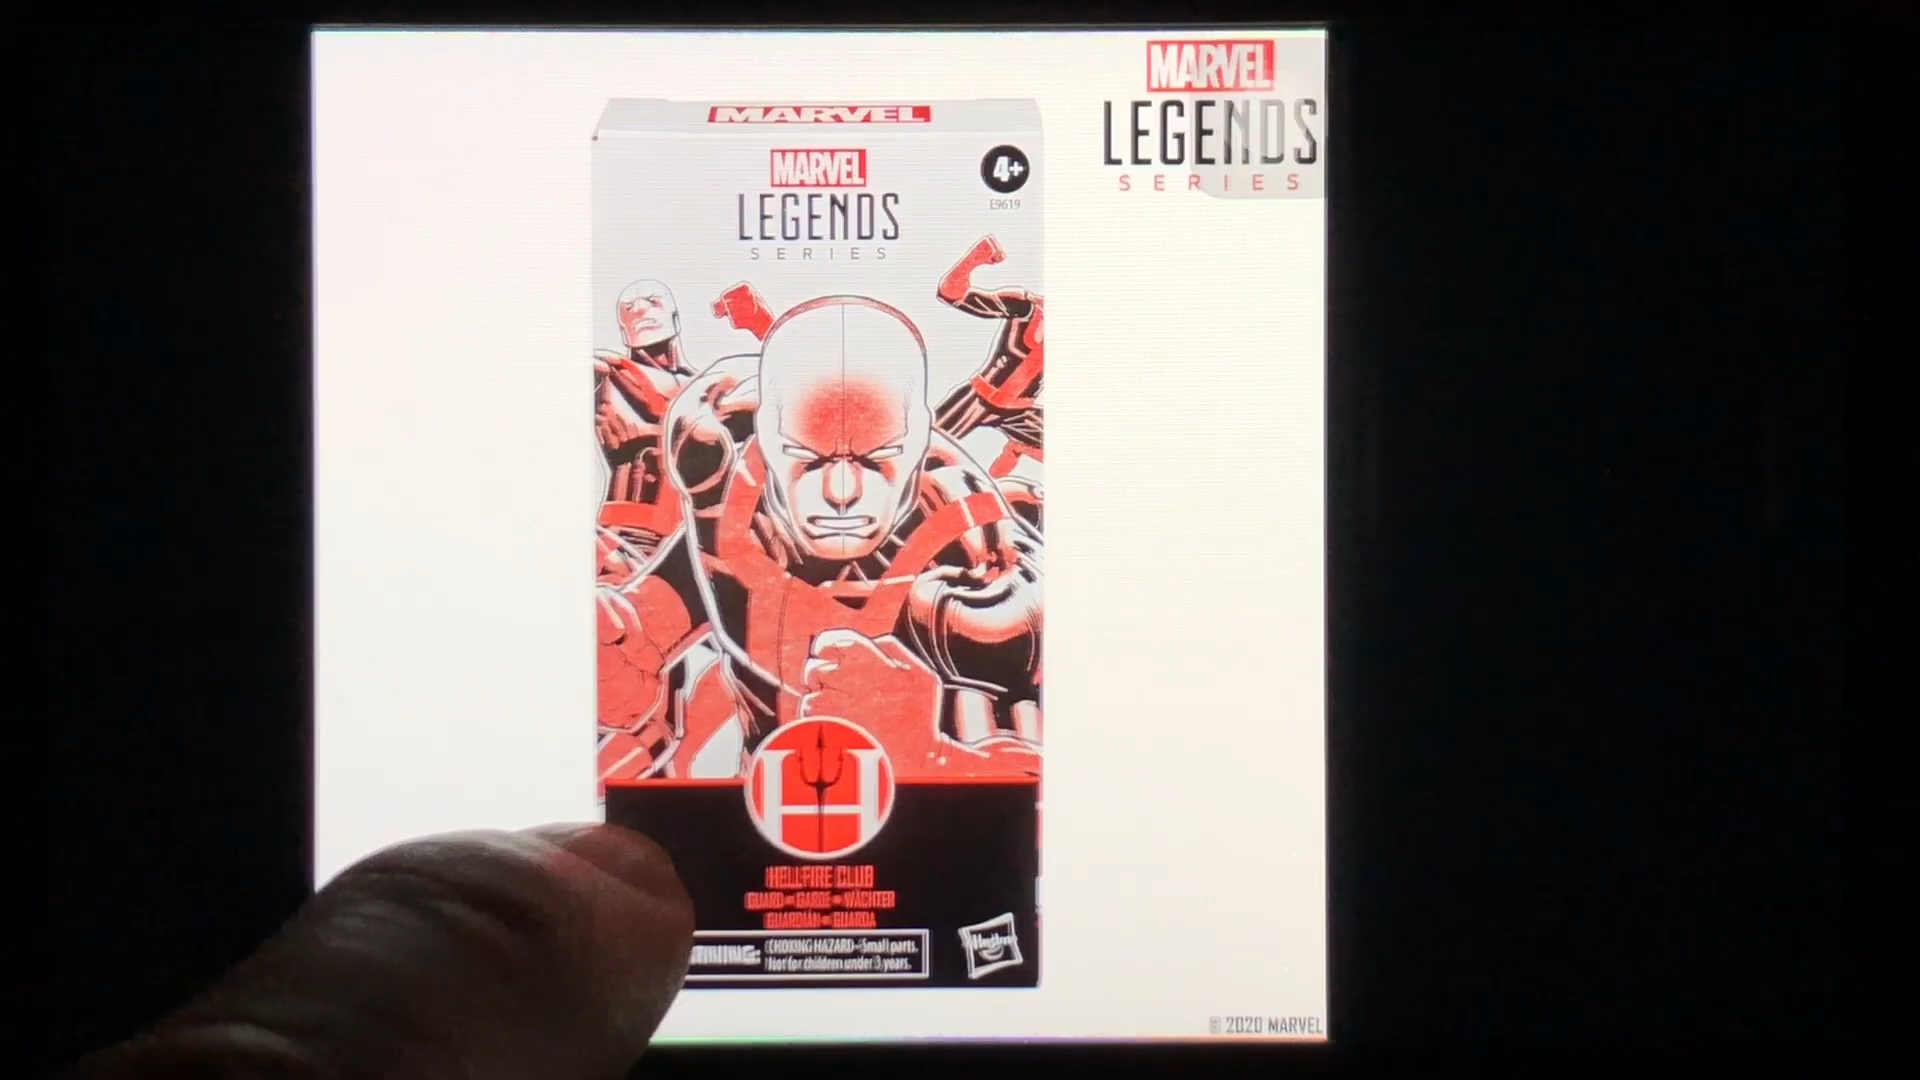 MARVEL
MARVEL
LEGENDS
SERIES
4+
E9619
MARVEL
LEGENDS
SERIES
H
HELLFIRE CLUB
GUARD • GARDE • WÄCHTER
GUARDIÁN • GUARDA
CHOKING HAZARD-Small parts.
Not for children under 3 years.
Hasbro
© 2020 MARVEL